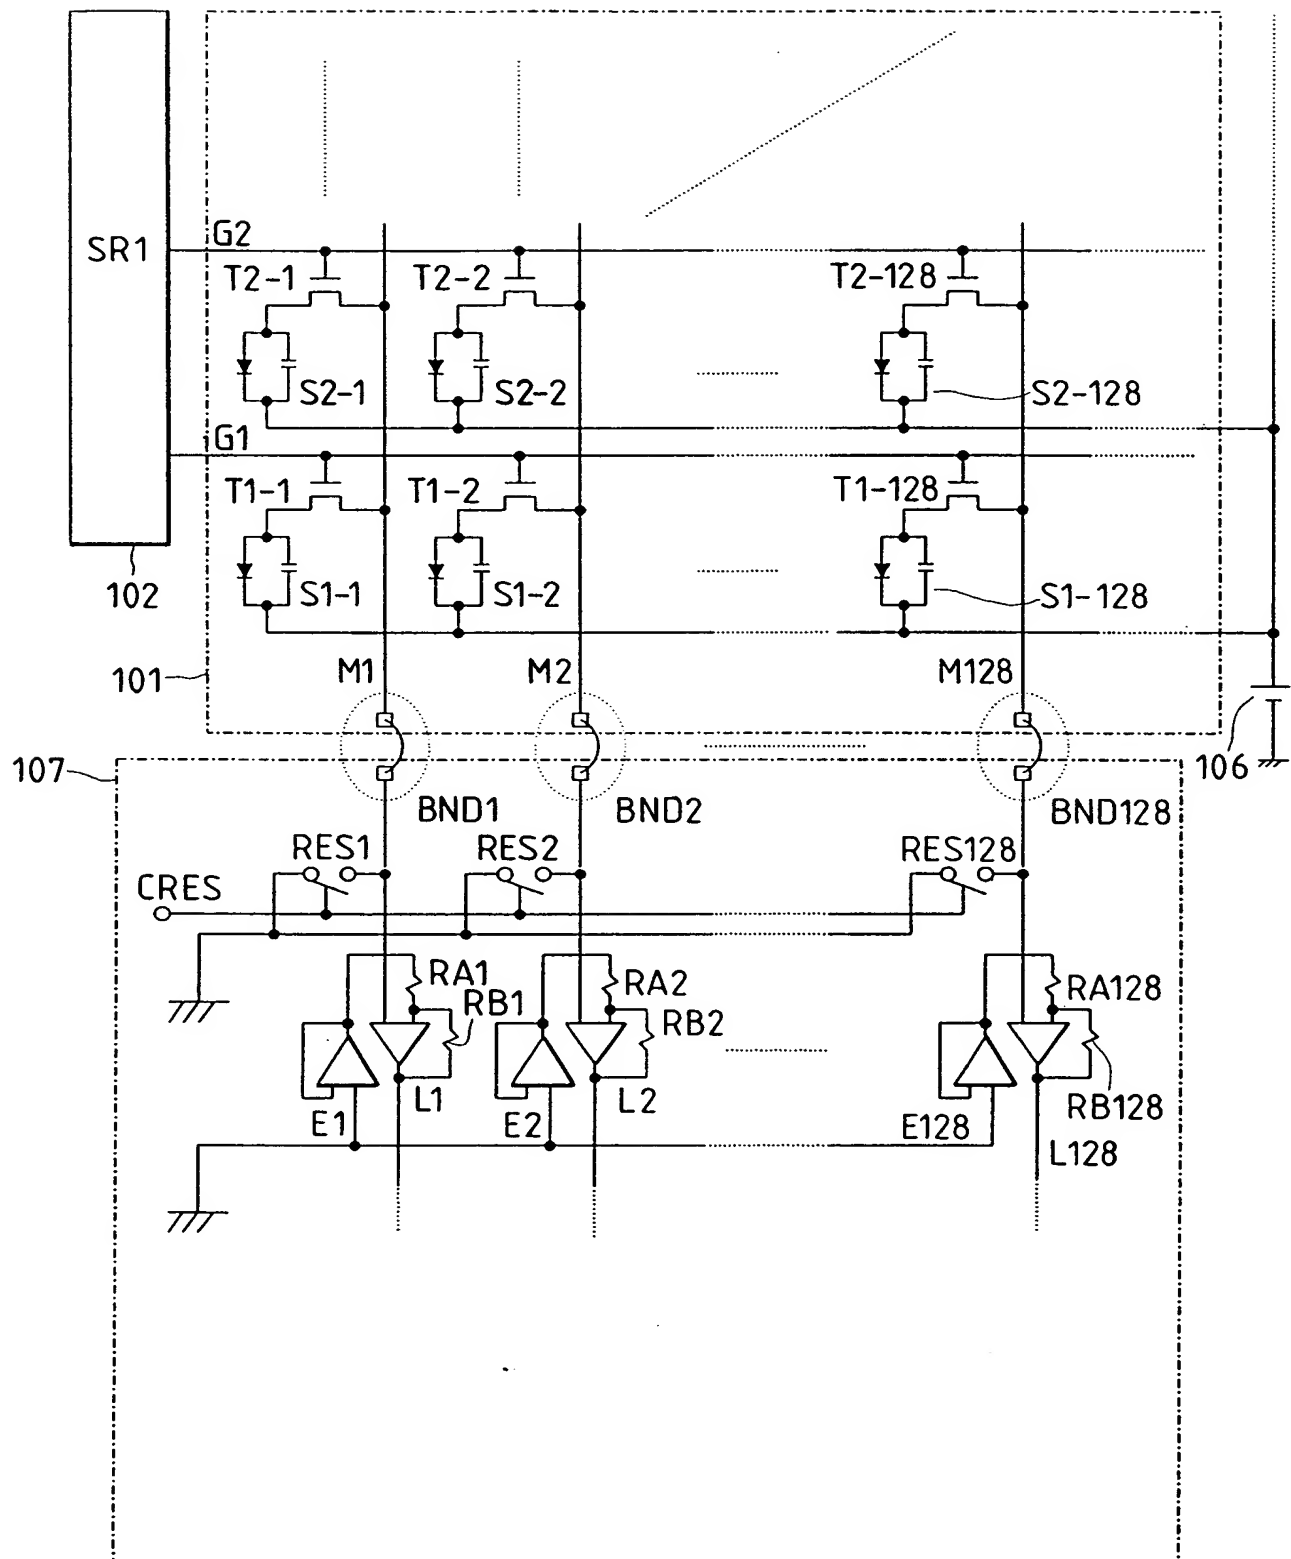 SR1
G2
T2-1
T2-2
T2-128
S2-1
S2-2
S2-128
G1
T1-1
T1-2
T1-128
102
S1-1
S1-2
S1-128
101
M1
M2
M128
107
106
BND1
BND2
BND128
RES1
RES2
RES128
CRES
RA1
RA2
RA128
RB1
RB2
L1
L2
RB128
E1
E2
E128
L128